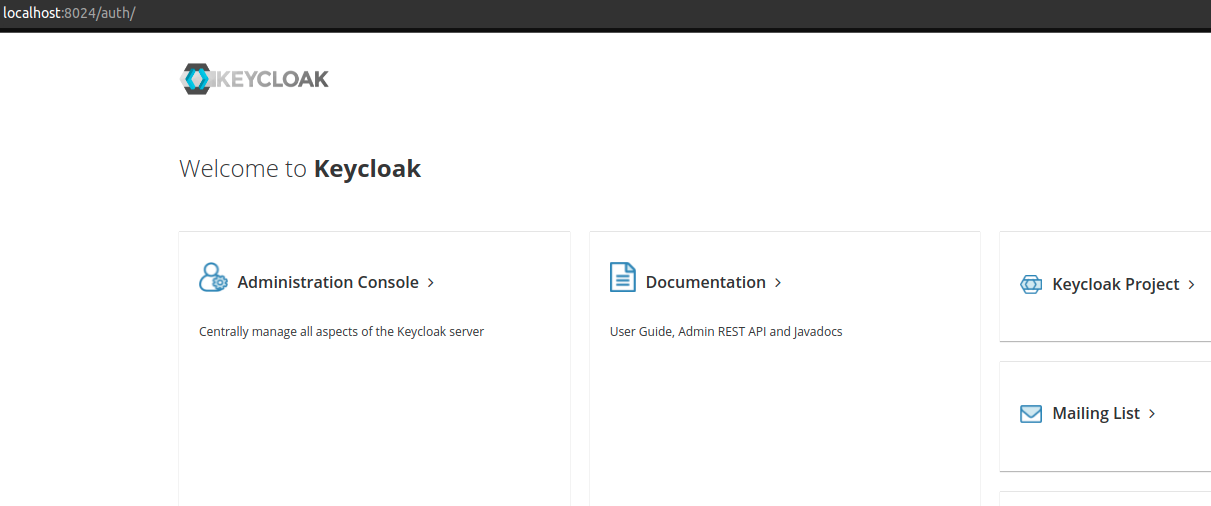 localhost:8024/auth/
KEYCLOAK
Welcome to Keycloak
Administration Console
Centrally manage all aspects of the Keycloak server
Documentation
User Guide, Admin REST API and Javadocs
Keycloak Project
Mailing List